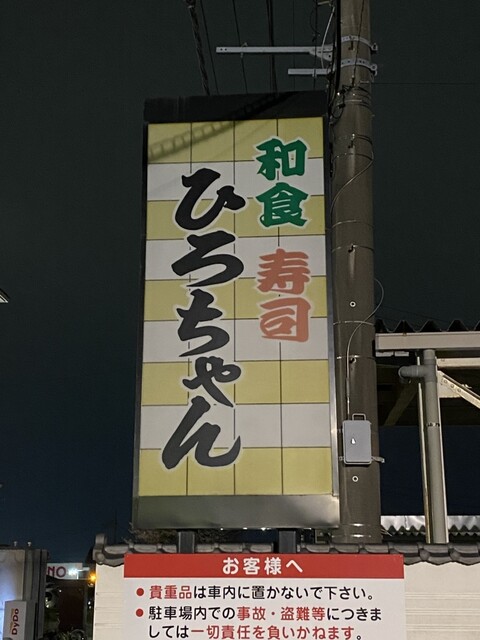 和食
寿司
ひろちゃん
お客様へ
● 貴重品は車内に置かないで下さい。
● 駐車場内での事故・盗難等につきま
しては一切責任を負いかねます。
NO
DyDo